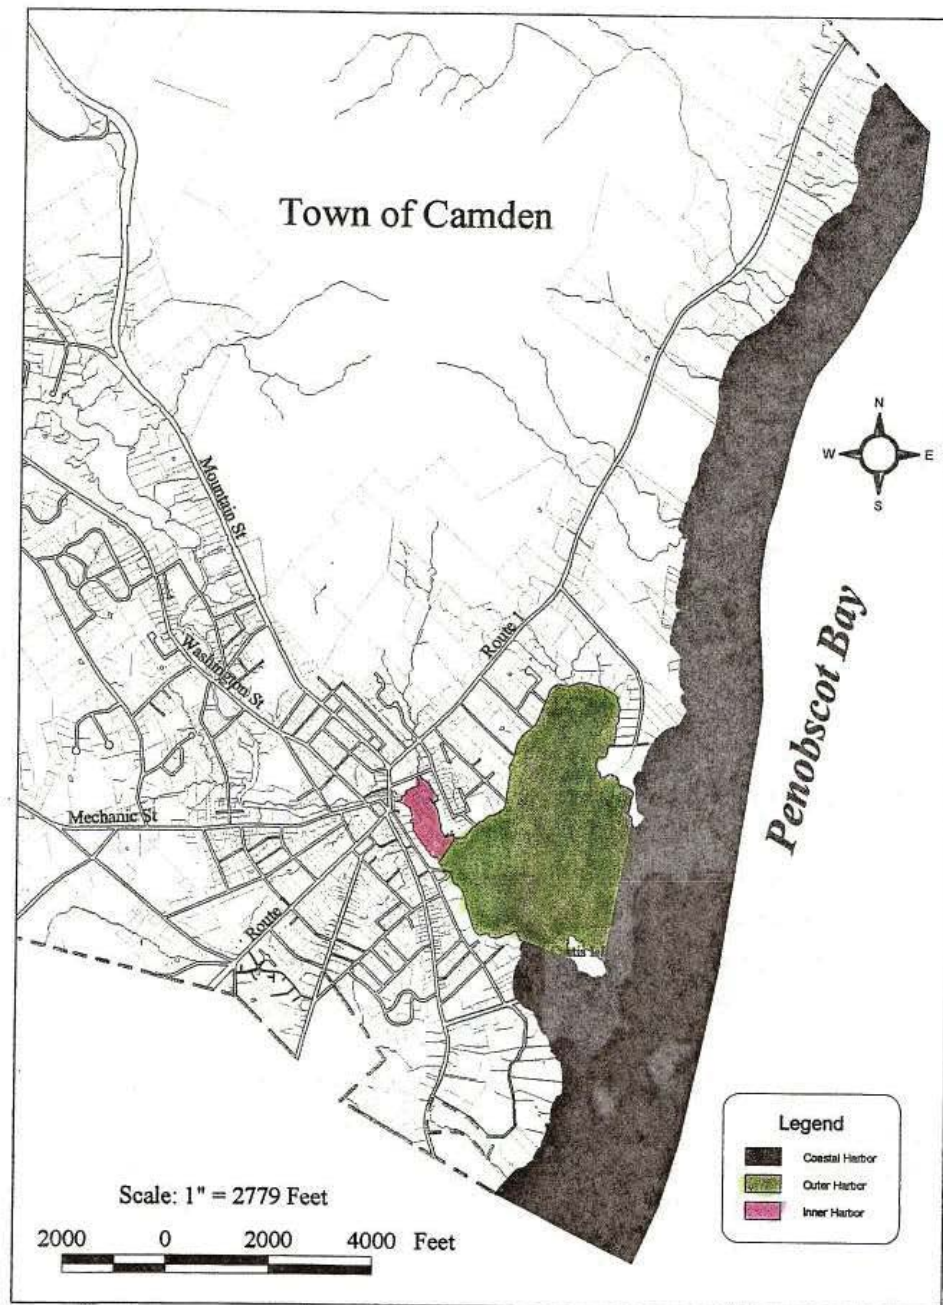 Town of Camden
N
W E
S
Mountain St
Route 1
Washington St
Penobscot Bay
Mechanic St
Route
Legend
Coastal Harbor
Outer Harbor
Inner Harbor
Scale: 1" = 2779 Feet
2000 0 2000 4000 Feet